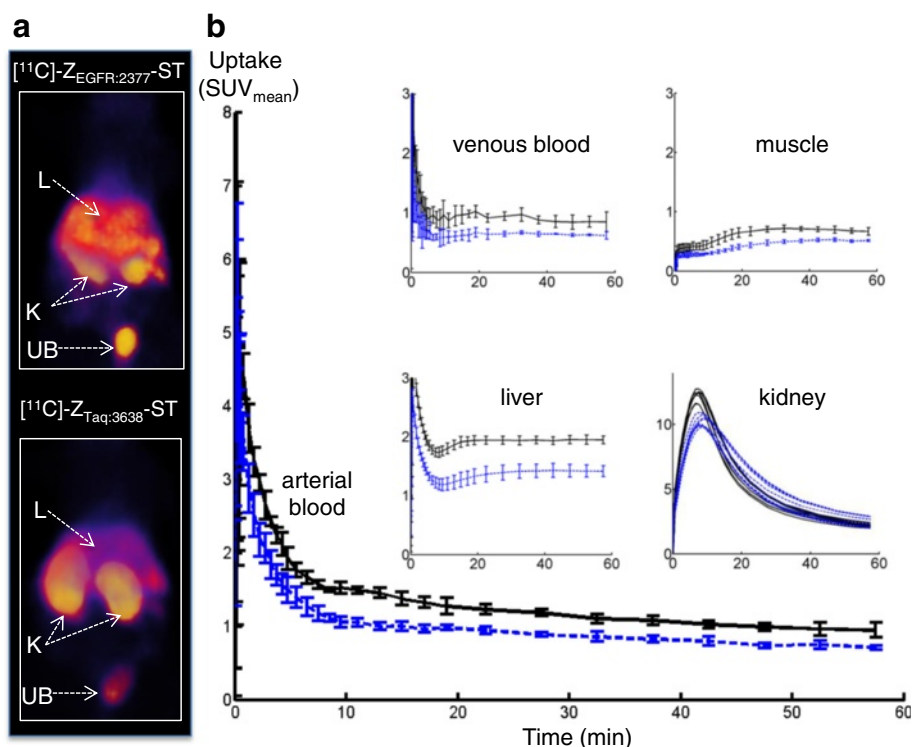 a
[¹¹C]-Z_EGFR:2377-ST
L
K
UB
[¹¹C]-Z_Taq:3638-ST
L
K
UB
b
Uptake
(SUV_mean)
8
7
6
5
4
3
2
1
0
0 10 20 30 40 50 60
Time (min)
arterial
blood
venous blood
3
2
1
0
0 20 40 60
muscle
3
2
1
0
0 20 40 60
liver
3
2
1
0
0 20 40 60
kidney
10
5
0
0 20 40 60